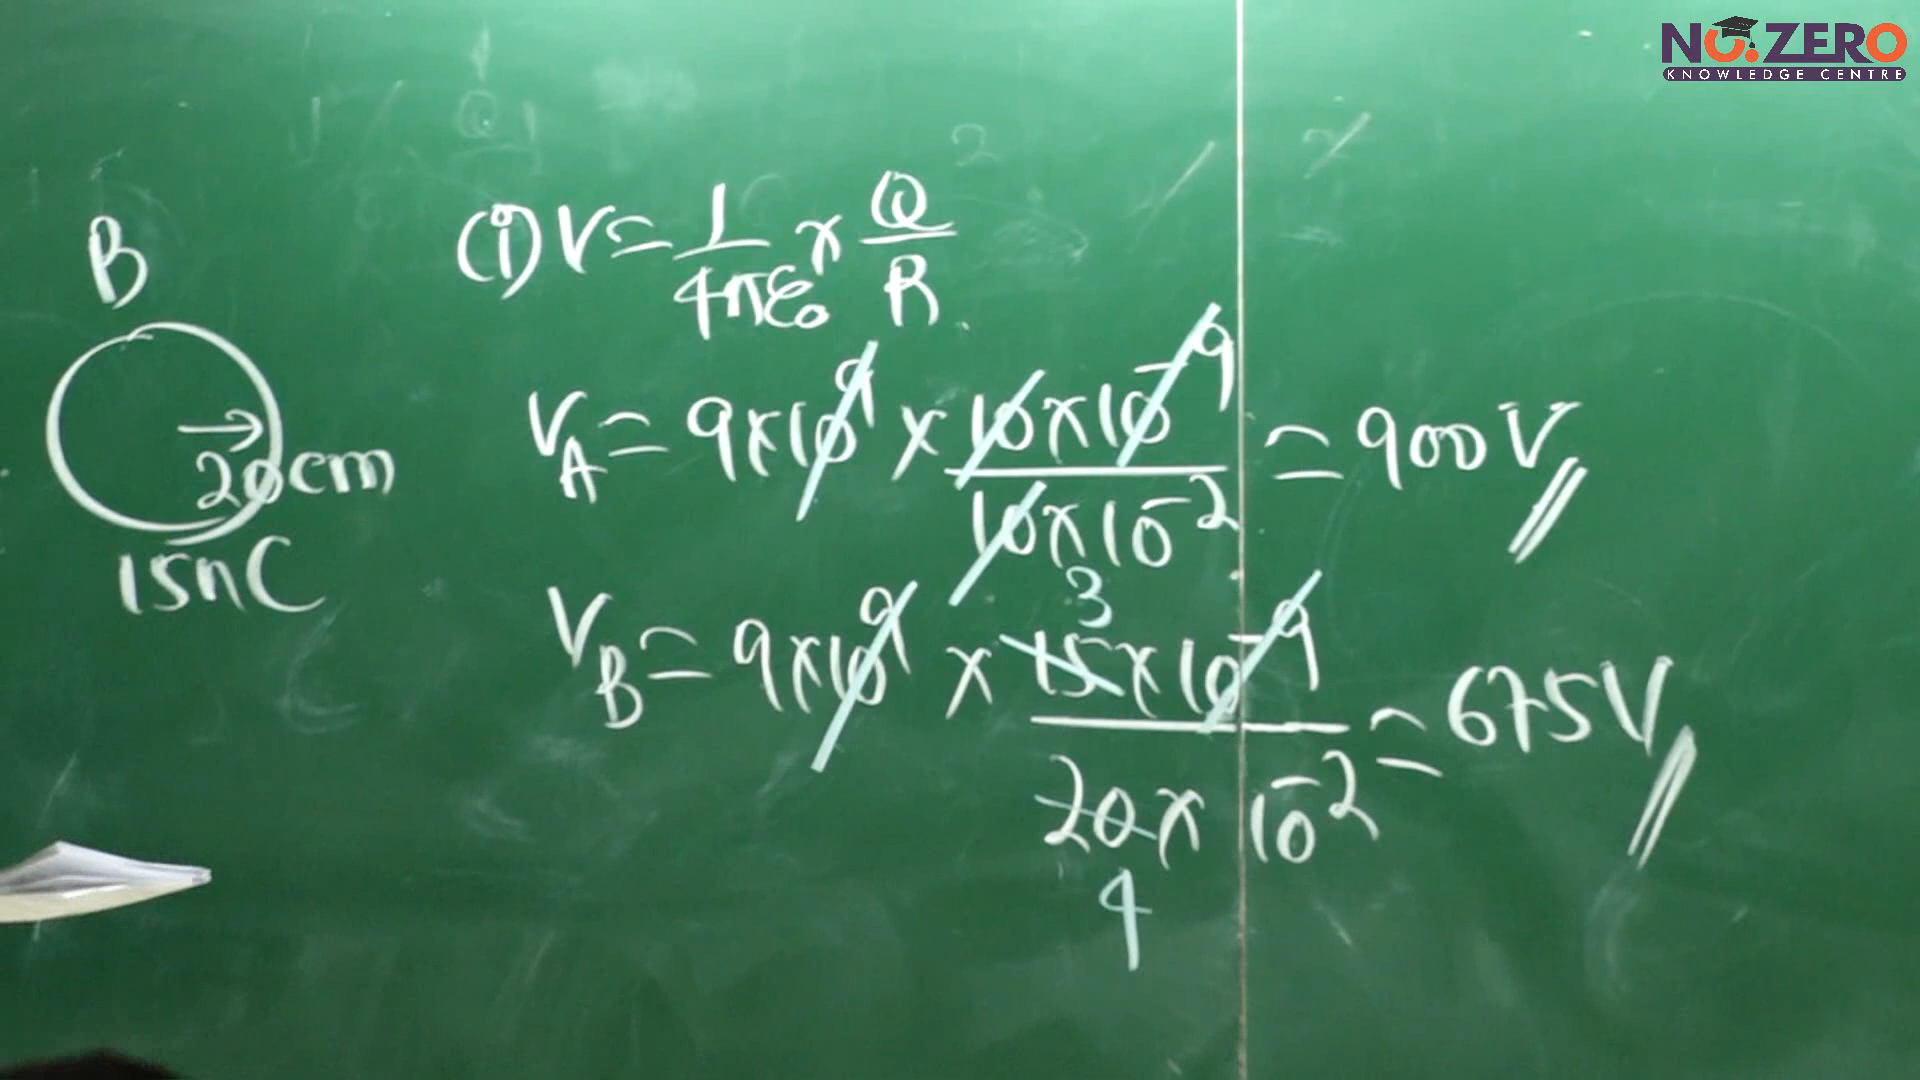 NO.ZERO
KNOWLEDGE CENTRE
B
20cm
15nC
(i) V = 1/4πε₀ × Q/R
V_A = 9×10⁹ × 10×10⁻⁹ / 10×10⁻² = 900V
V_B = 9×10⁹ × 15×10⁻⁹ / 20×10⁻² = 675V
3
4